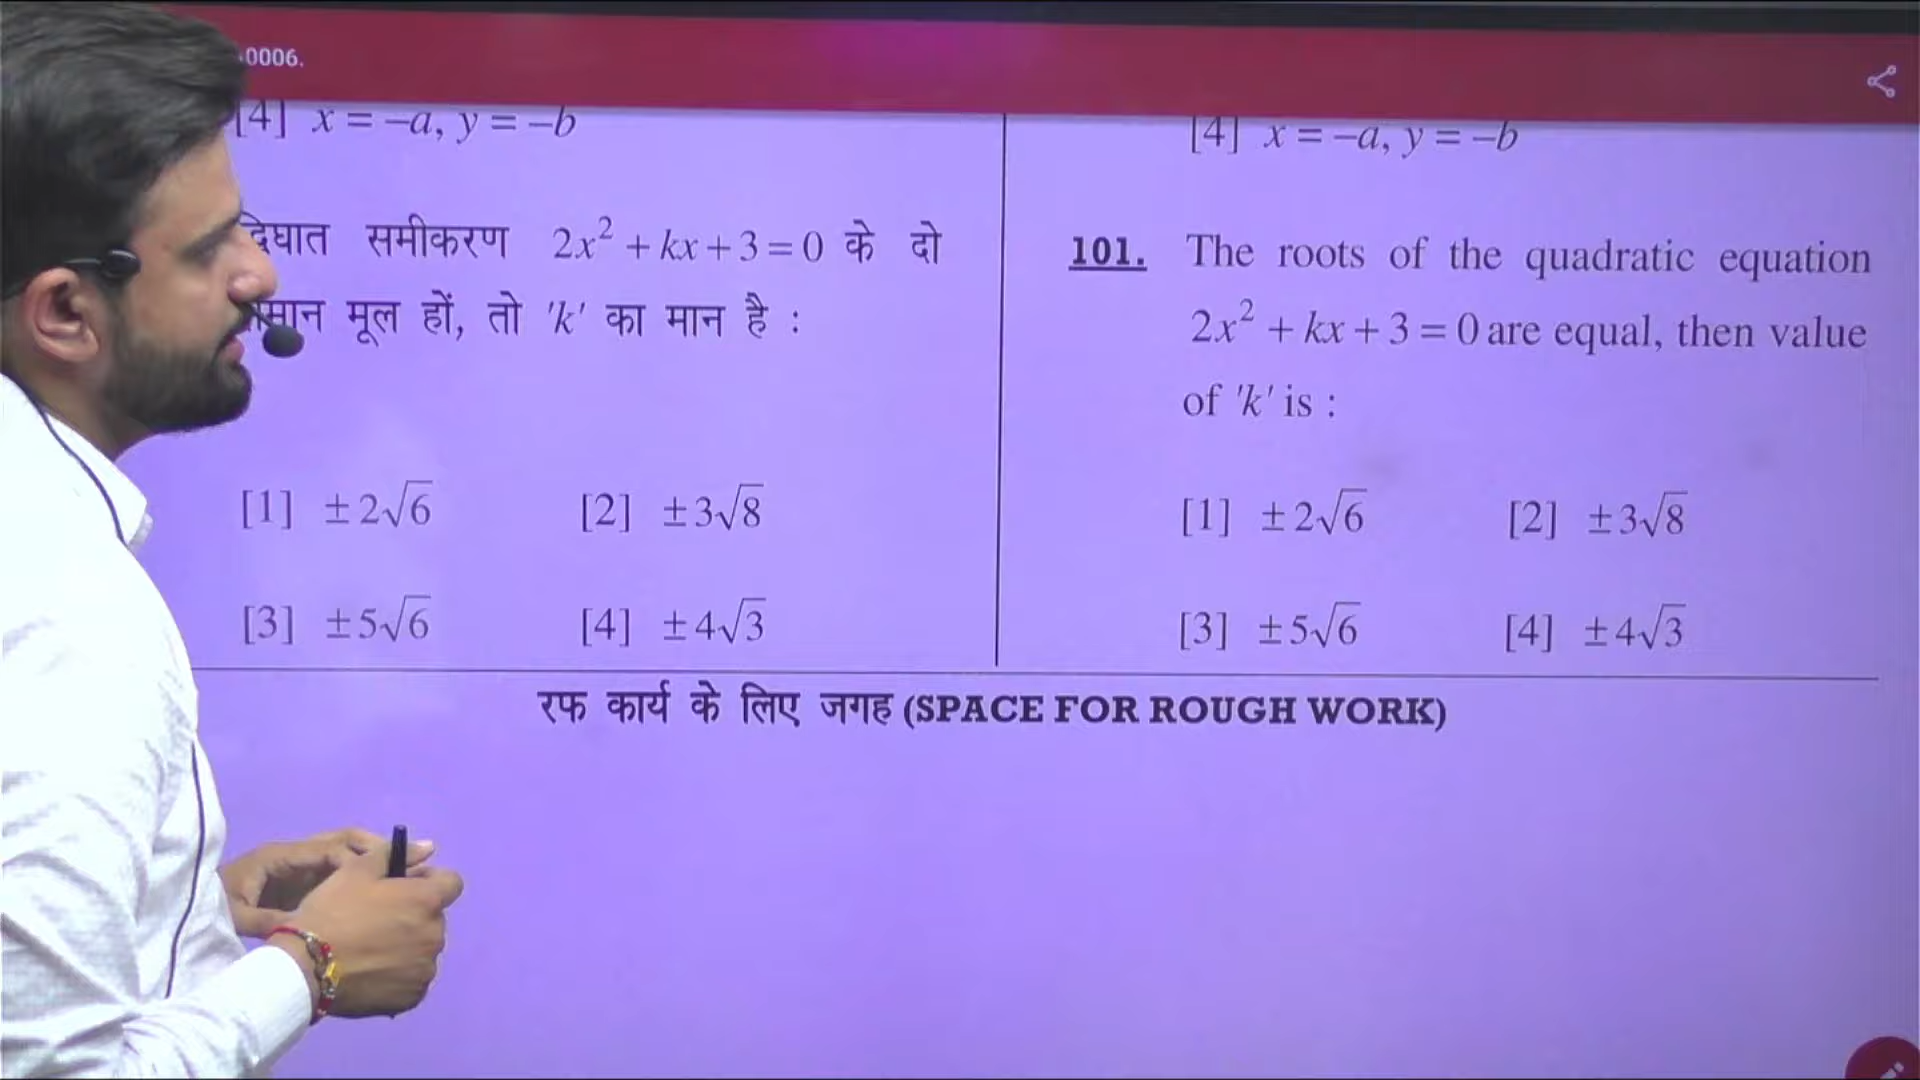 0006.
[4] x = –a, y = –b
समीकरण 2x² + kx + 3 = 0 के दो
मूल हों, तो 'k' का मान है :
[1] ±2√6 [2] ±3√8
[3] ±5√6 [4] ±4√3
[4] x = –a, y = –b
101. The roots of the quadratic equation
2x² + kx + 3 = 0 are equal, then value
of 'k' is :
[1] ±2√6 [2] ±3√8
[3] ±5√6 [4] ±4√3
रफ कार्य के लिए जगह (SPACE FOR ROUGH WORK)